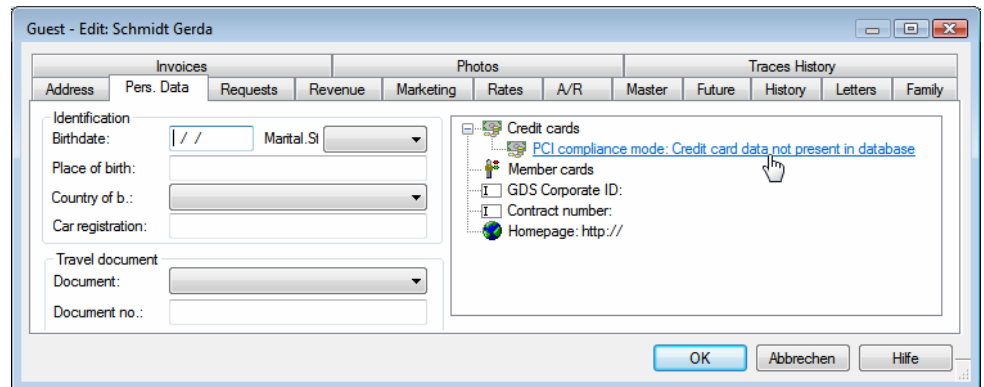 Guest - Edit: Schmidt Gerda
Invoices Photos Traces History
Address Pers. Data Requests Revenue Marketing Rates A/R Master Future History Letters Family
Identification
Birthdate: / / Marital.St
Place of birth:
Country of b.:
Car registration:
Travel document
Document:
Document no.:
Credit cards
PCI compliance mode: Credit card data not present in database
Member cards
GDS Corporate ID:
Contract number:
Homepage: http://
OK Abbrechen Hilfe